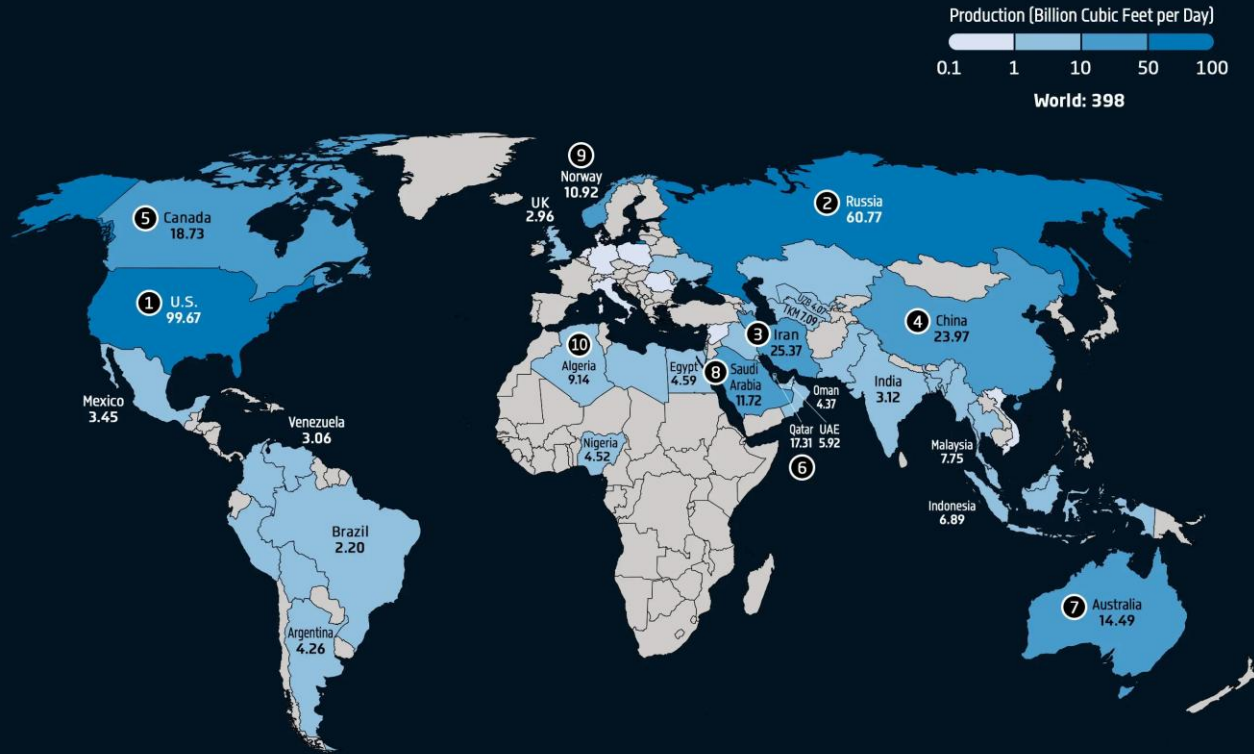 Production (Billion Cubic Feet per Day)
0.1 1 10 50 100
World: 398
9
Norway
10.92
UK
2.96
2
Russia
60.77
5
Canada
18.73
1
U.S.
99.67
UZB 4.07
TKM 7.09
4
China
23.97
3
Iran
25.37
10
Algeria
9.14
Egypt
4.59
8
Saudi
Arabia
11.72
Oman
4.37
India
3.12
Mexico
3.45
Venezuela
3.06
Qatar
17.31
UAE
5.92
6
Nigeria
4.52
Malaysia
7.75
Indonesia
6.89
Brazil
2.20
7
Australia
14.49
Argentina
4.26